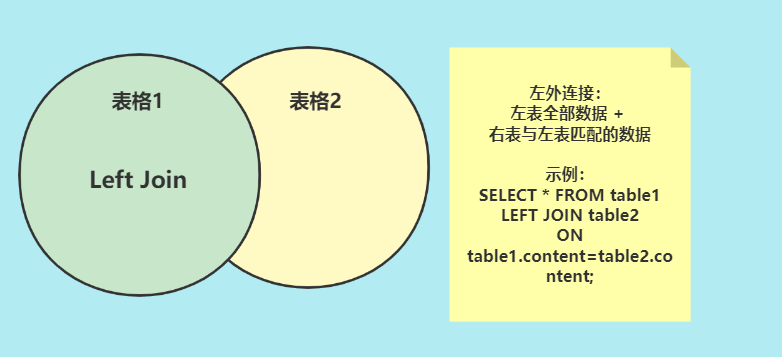 表格1
表格2
Left Join
左外连接：
左表全部数据 +
右表与左表匹配的数据
示例：
SELECT * FROM table1
LEFT JOIN table2
ON
table1.content=table2.co
ntent;